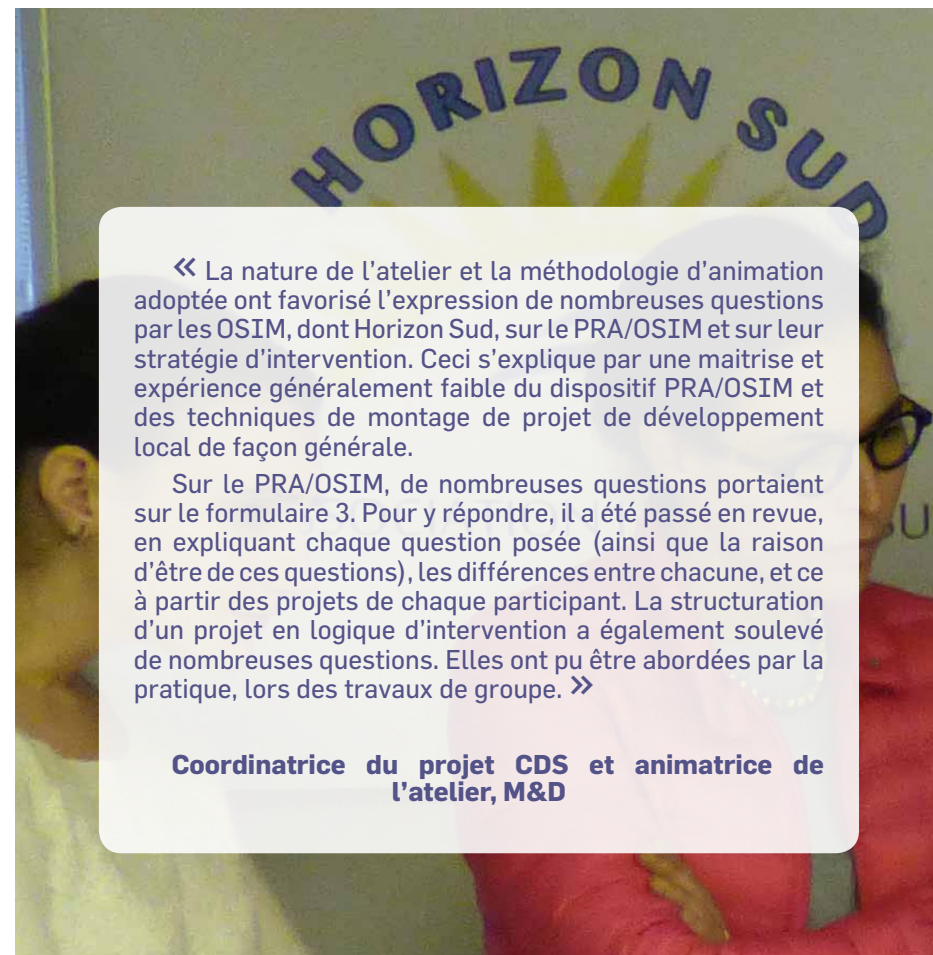 HORIZON SUD
« La nature de l’atelier et la méthodologie d’animation
adoptée ont favorisé l’expression de nombreuses questions
par les OSIM, dont Horizon Sud, sur le PRA/OSIM et sur leur
stratégie d’intervention. Ceci s’explique par une maitrise et
expérience généralement faible du dispositif PRA/OSIM et
des techniques de montage de projet de développement
local de façon générale.
Sur le PRA/OSIM, de nombreuses questions portaient
sur le formulaire 3. Pour y répondre, il a été passé en revue,
en expliquant chaque question posée (ainsi que la raison
d’être de ces questions), les différences entre chacune, et ce
à partir des projets de chaque participant. La structuration
d’un projet en logique d’intervention a également soulevé
de nombreuses questions. Elles ont pu être abordées par la
pratique, lors des travaux de groupe. »
Coordinatrice du projet CDS et animatrice de
l’atelier, M&D